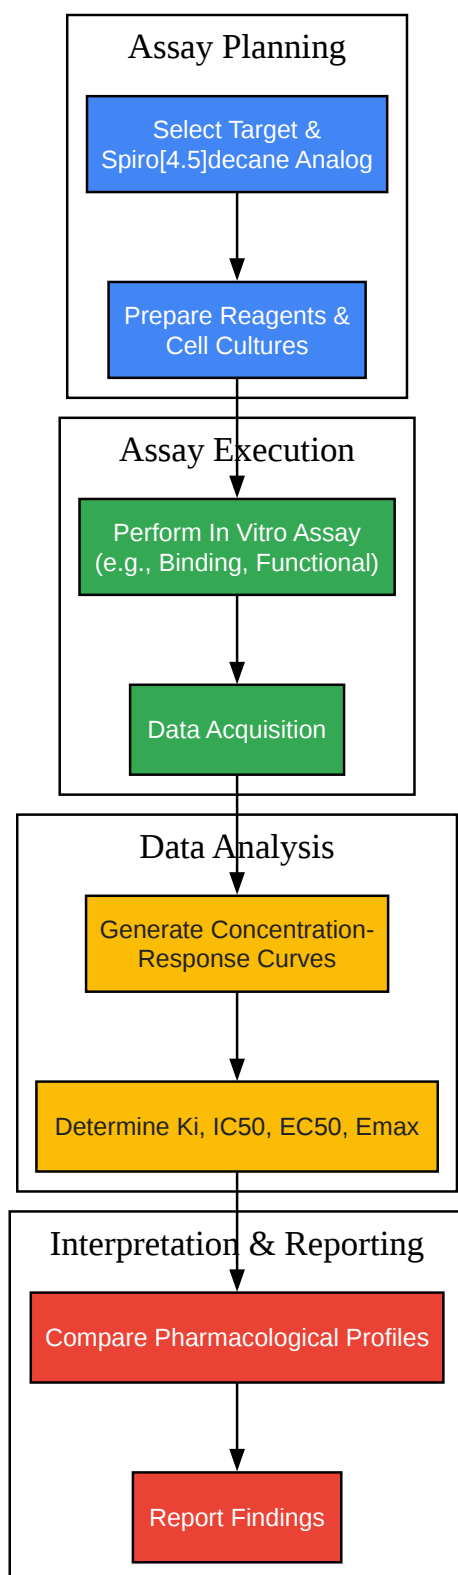 Assay Planning
Select Target &
Spiro[4.5]decane Analog
Prepare Reagents &
Cell Cultures
Assay Execution
Perform In Vitro Assay
(e.g., Binding, Functional)
Data Acquisition
Data Analysis
Generate Concentration-
Response Curves
Determine Ki, IC50, EC50, Emax
Interpretation & Reporting
Compare Pharmacological Profiles
Report Findings